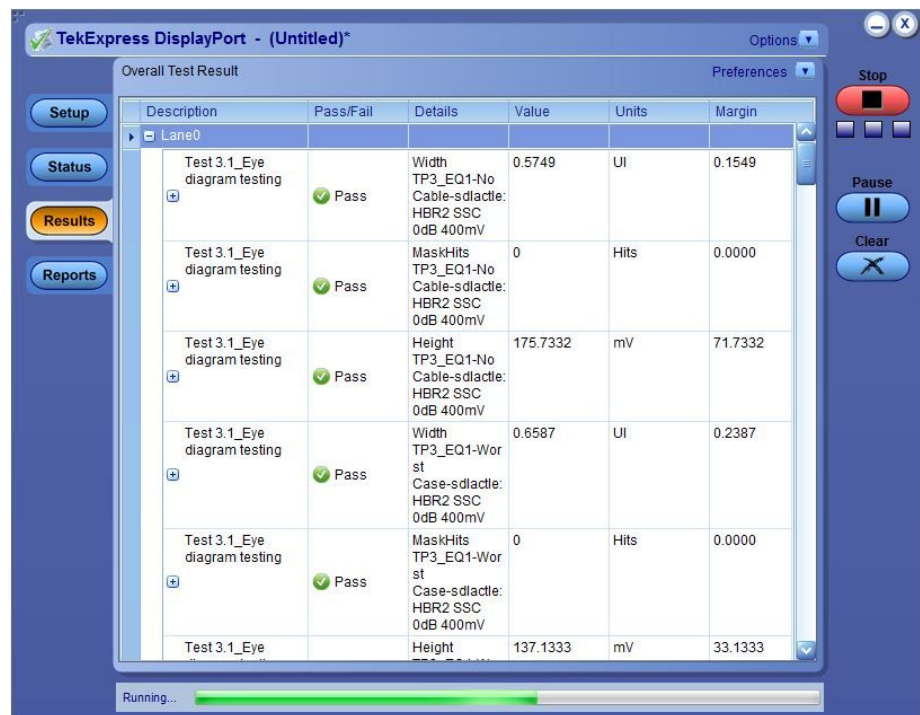 TekExpress DisplayPort - (Untitled)*
Options
Overall Test Result
Preferences
Stop
Setup
Status
Results
Reports
Pause
Clear
Description Pass/Fail Details Value Units Margin
Lane0
Test 3.1_Eye
diagram testing
Pass
Width
TP3_EQ1-No
Cable-sdlactle:
HBR2 SSC
0dB 400mV
0.5749 UI 0.1549
Test 3.1_Eye
diagram testing
Pass
MaskHits
TP3_EQ1-No
Cable-sdlactle:
HBR2 SSC
0dB 400mV
0 Hits 0.0000
Test 3.1_Eye
diagram testing
Pass
Height
TP3_EQ1-No
Cable-sdlactle:
HBR2 SSC
0dB 400mV
175.7332 mV 71.7332
Test 3.1_Eye
diagram testing
Pass
Width
TP3_EQ1-Wor
st
Case-sdlactle:
HBR2 SSC
0dB 400mV
0.6587 UI 0.2387
Test 3.1_Eye
diagram testing
Pass
MaskHits
TP3_EQ1-Wor
st
Case-sdlactle:
HBR2 SSC
0dB 400mV
0 Hits 0.0000
Test 3.1_Eye
Height
137.1333 mV 33.1333
Running...